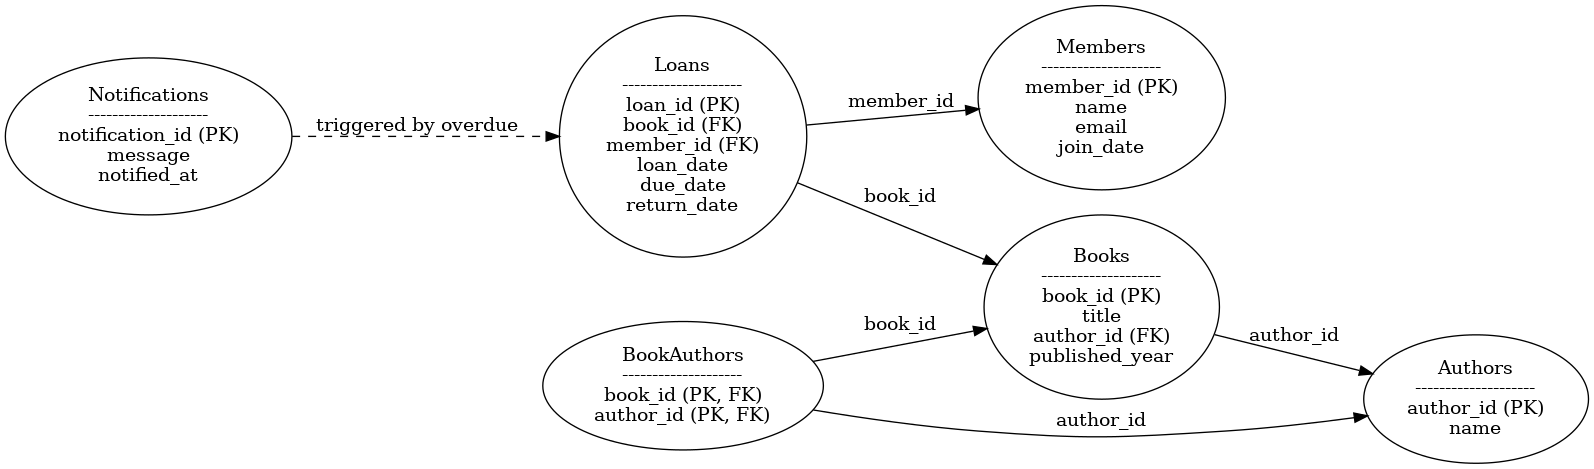 Notifications
--------------------
notification_id (PK)
message
notified_at
triggered by overdue
Loans
--------------------
loan_id (PK)
book_id (FK)
member_id (FK)
loan_date
due_date
return_date
member_id
Members
--------------------
member_id (PK)
name
email
join_date
book_id
Books
--------------------
book_id (PK)
title
author_id (FK)
published_year
BookAuthors
--------------------
book_id (PK, FK)
author_id (PK, FK)
book_id
author_id
author_id
Authors
--------------------
author_id (PK)
name